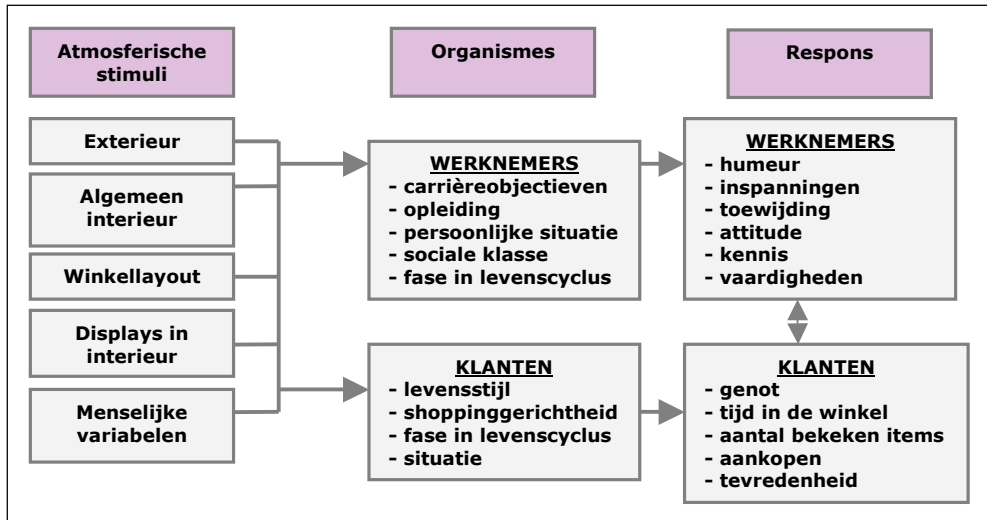 Atmosferische
stimuli
Organismes
Respons
Exterieur
Algemeen
interieur
Winkellayout
Displays in
interieur
Menselijke
variabelen
WERKNEMERS
- carrièreobjectieven
- opleiding
- persoonlijke situatie
- sociale klasse
- fase in levenscyclus
KLANTEN
- levensstijl
- shoppinggerichtheid
- fase in levenscyclus
- situatie
WERKNEMERS
- humeur
- inspanningen
- toewijding
- attitude
- kennis
- vaardigheden
KLANTEN
- genot
- tijd in de winkel
- aantal bekeken items
- aankopen
- tevredenheid